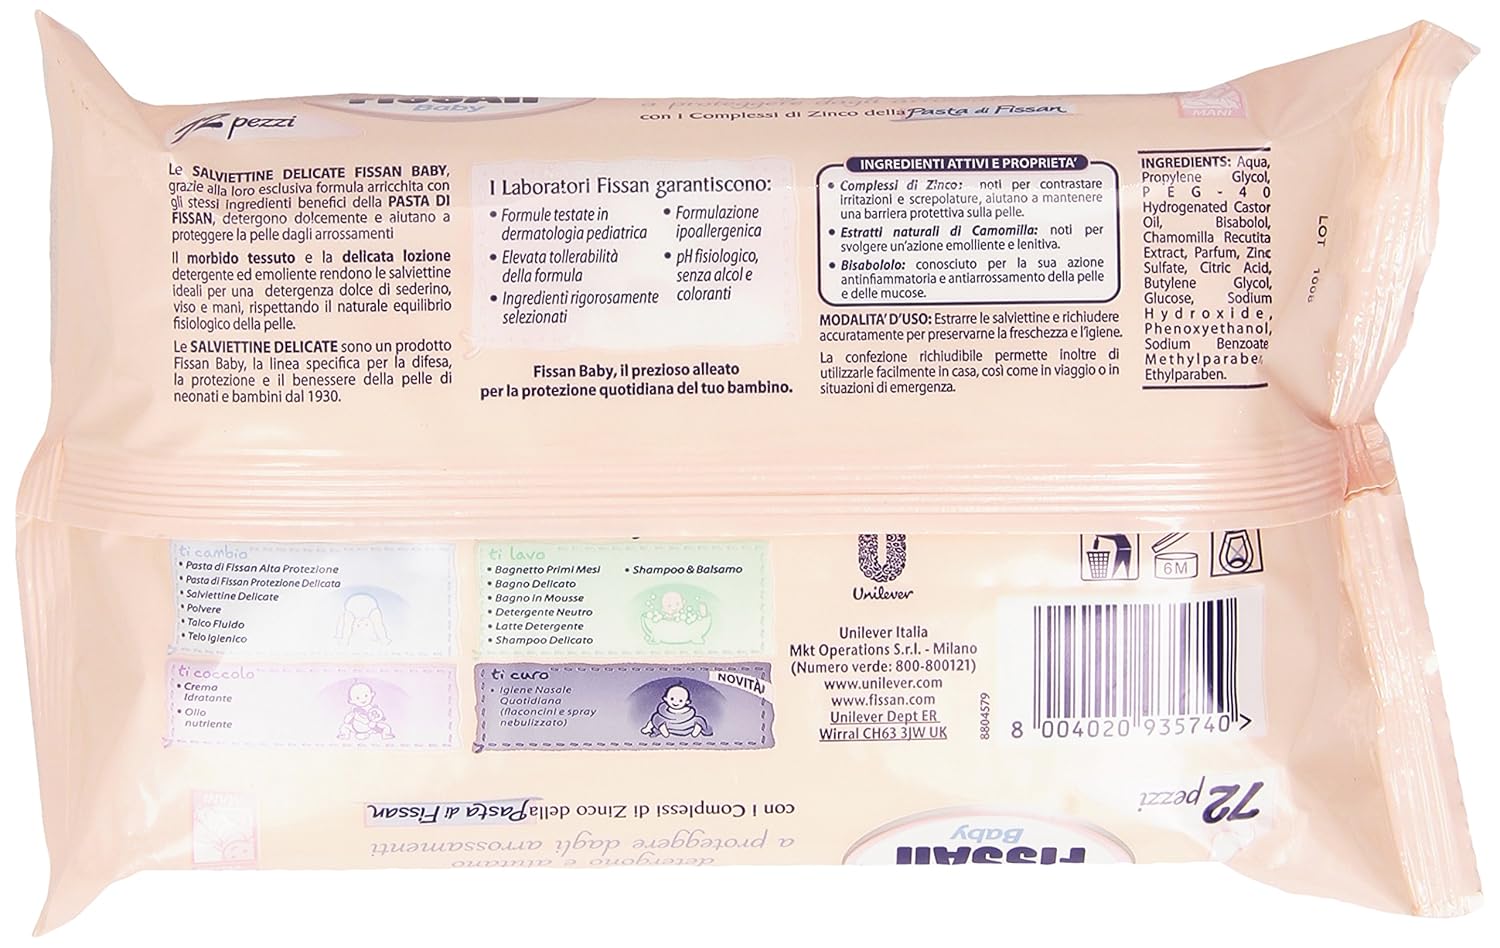 FISSAN
Baby
a proteggere dagli
con i Complessi di Zinco della Pasta di Fissan
MANI
72 pezzi
Le SALVIETTINE DELICATE FISSAN BABY,
grazie alla loro esclusiva formula arricchita con
gli stessi ingredienti benefici della PASTA DI
FISSAN, detergono dolcemente e aiutano a
proteggere la pelle dagli arrossamenti
Il morbido tessuto e la delicata lozione
detergente ed emoliente rendono le salviettine
ideali per una detergenza dolce di sederino,
viso e mani, rispettando il naturale equilibrio
fisiologico della pelle.
Le SALVIETTINE DELICATE sono un prodotto
Fissan Baby, la linea specifica per la difesa,
la protezione e il benessere della pelle di
neonati e bambini dal 1930.
I Laboratori Fissan garantiscono:
• Formule testate in
dermatologia pediatrica
• Elevata tollerabilità
della formula
• Ingredienti rigorosamente
selezionati
• Formulazione
ipoallergenica
• pH fisiologico,
senza alcol e
coloranti
Fissan Baby, il prezioso alleato
per la protezione quotidiana del tuo bambino.
INGREDIENTI ATTIVI E PROPRIETA'
• Complessi di Zinco: noti per contrastare
irritazioni e screpolature, aiutano a mantenere
una barriera protettiva sulla pelle.
• Estratti naturali di Camomilla: noti per
svolgere un'azione emolliente e lenitiva.
• Bisabololo: conosciuto per la sua azione
antinfiammatoria e antiarrossamento della pelle
e delle mucose.
MODALITA' D'USO: Estrarre le salviettine e richiudere
accuratamente per preservarne la freschezza e l'igiene.
La confezione richiudibile permette inoltre di
utilizzarle facilmente in casa, così come in viaggio o in
situazioni di emergenza.
INGREDIENTS: Aqua,
Propylene Glycol,
PEG-40
Hydrogenated Castor
Oil, Bisabolol,
Chamomilla Recutita
Extract, Parfum, Zinc
Sulfate, Citric Acid,
Butylene Glycol,
Glucose, Sodium
Hydroxide,
Phenoxyethanol,
Sodium Benzoate
Methylparaben
Ethylparaben.
LOT 1008
ti cambio
• Pasta di Fissan Alta Protezione
• Pasta di Fissan Protezione Delicata
• Salviettine Delicate
• Polvere
• Talco Fluido
• Telo Igienico
ti lavo
• Bagnetto Primi Mesi
• Bagno Delicato
• Bagno in Mousse
• Detergente Neutro
• Latte Detergente
• Shampoo Delicato
• Shampoo & Balsamo
ti coccolo
• Crema
Idratante
• Olio
nutriente
ti curo
NOVITÀ!
• Igiene Nasale
Quotidiana
(flaconcini e spray
nebulizzato)
Unilever
Unilever Italia
Mkt Operations S.r.l. - Milano
(Numero verde: 800-800121)
www.unilever.com
www.fissan.com
Unilever Dept ER
Wirral CH63 3JW UK
8804579
6M
8 004020 935740 >
72 pezzi
FISSAN
Baby
detergono e aiutano
a proteggere dagli arrossamenti
con i Complessi di Zinco della Pasta di Fissan
MANI